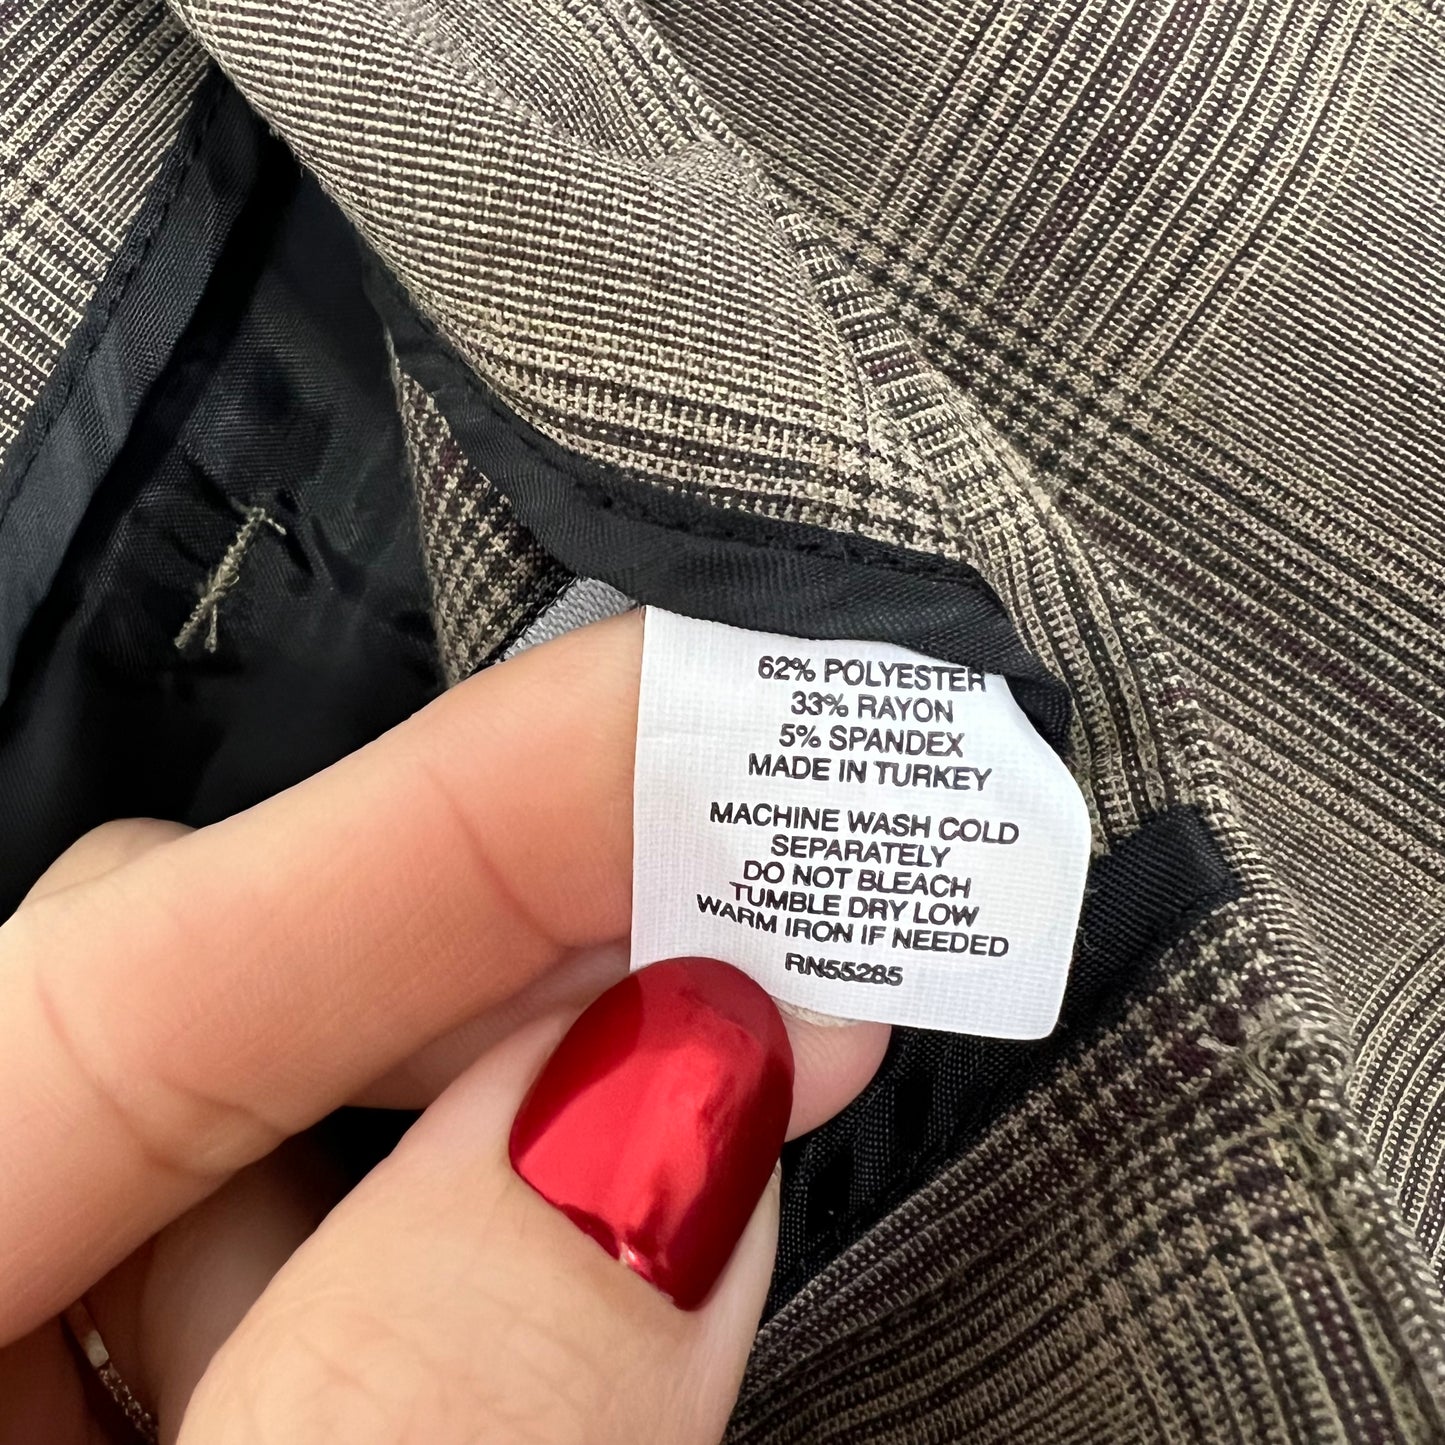 62% POLYESTER
33% RAYON
5% SPANDEX
MADE IN TURKEY
MACHINE WASH COLD
SEPARATELY
DO NOT BLEACH
TUMBLE DRY LOW
WARM IRON IF NEEDED
RN55285